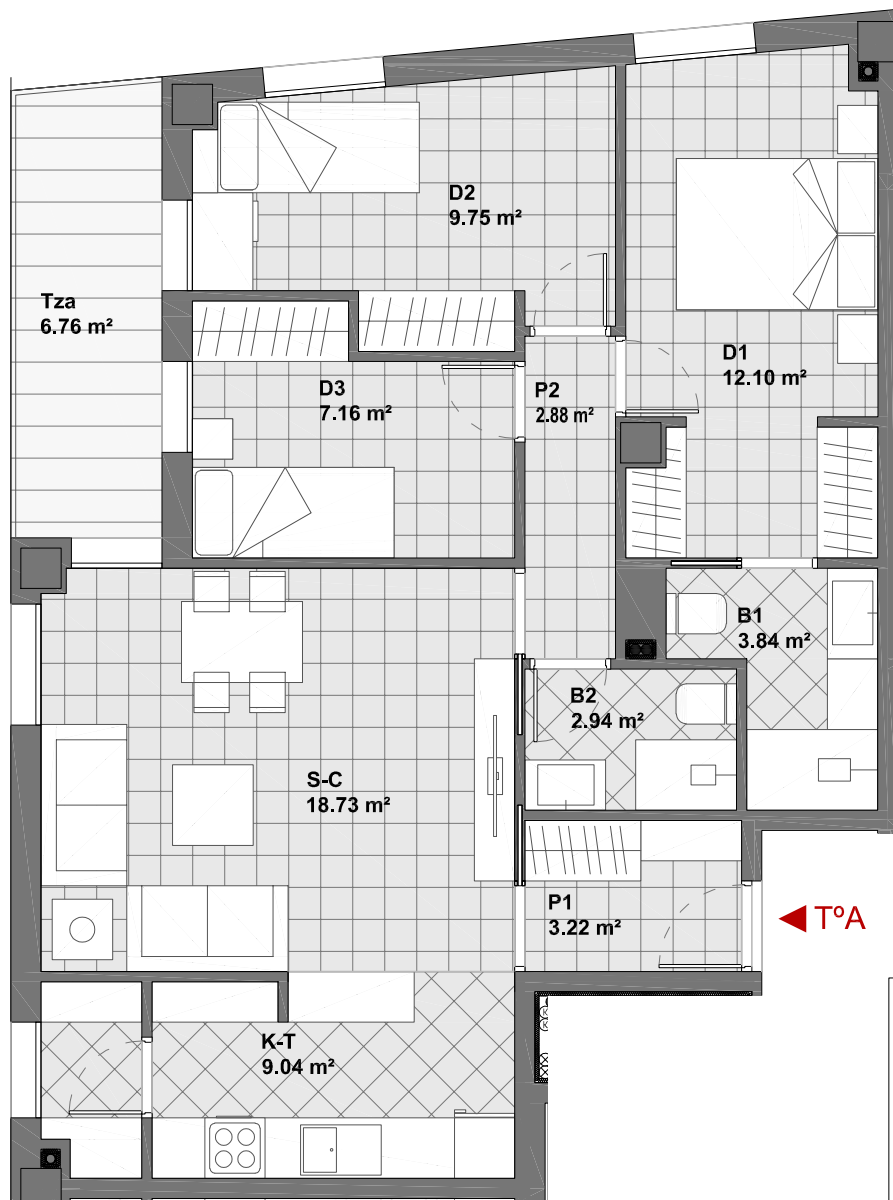 D2
9.75 m²
Tza
6.76 m²
D1
12.10 m²
D3
7.16 m²
P2
2.88 m²
B1
3.84 m²
B2
2.94 m²
S-C
18.73 m²
P1
3.22 m²
TºA
K-T
9.04 m²